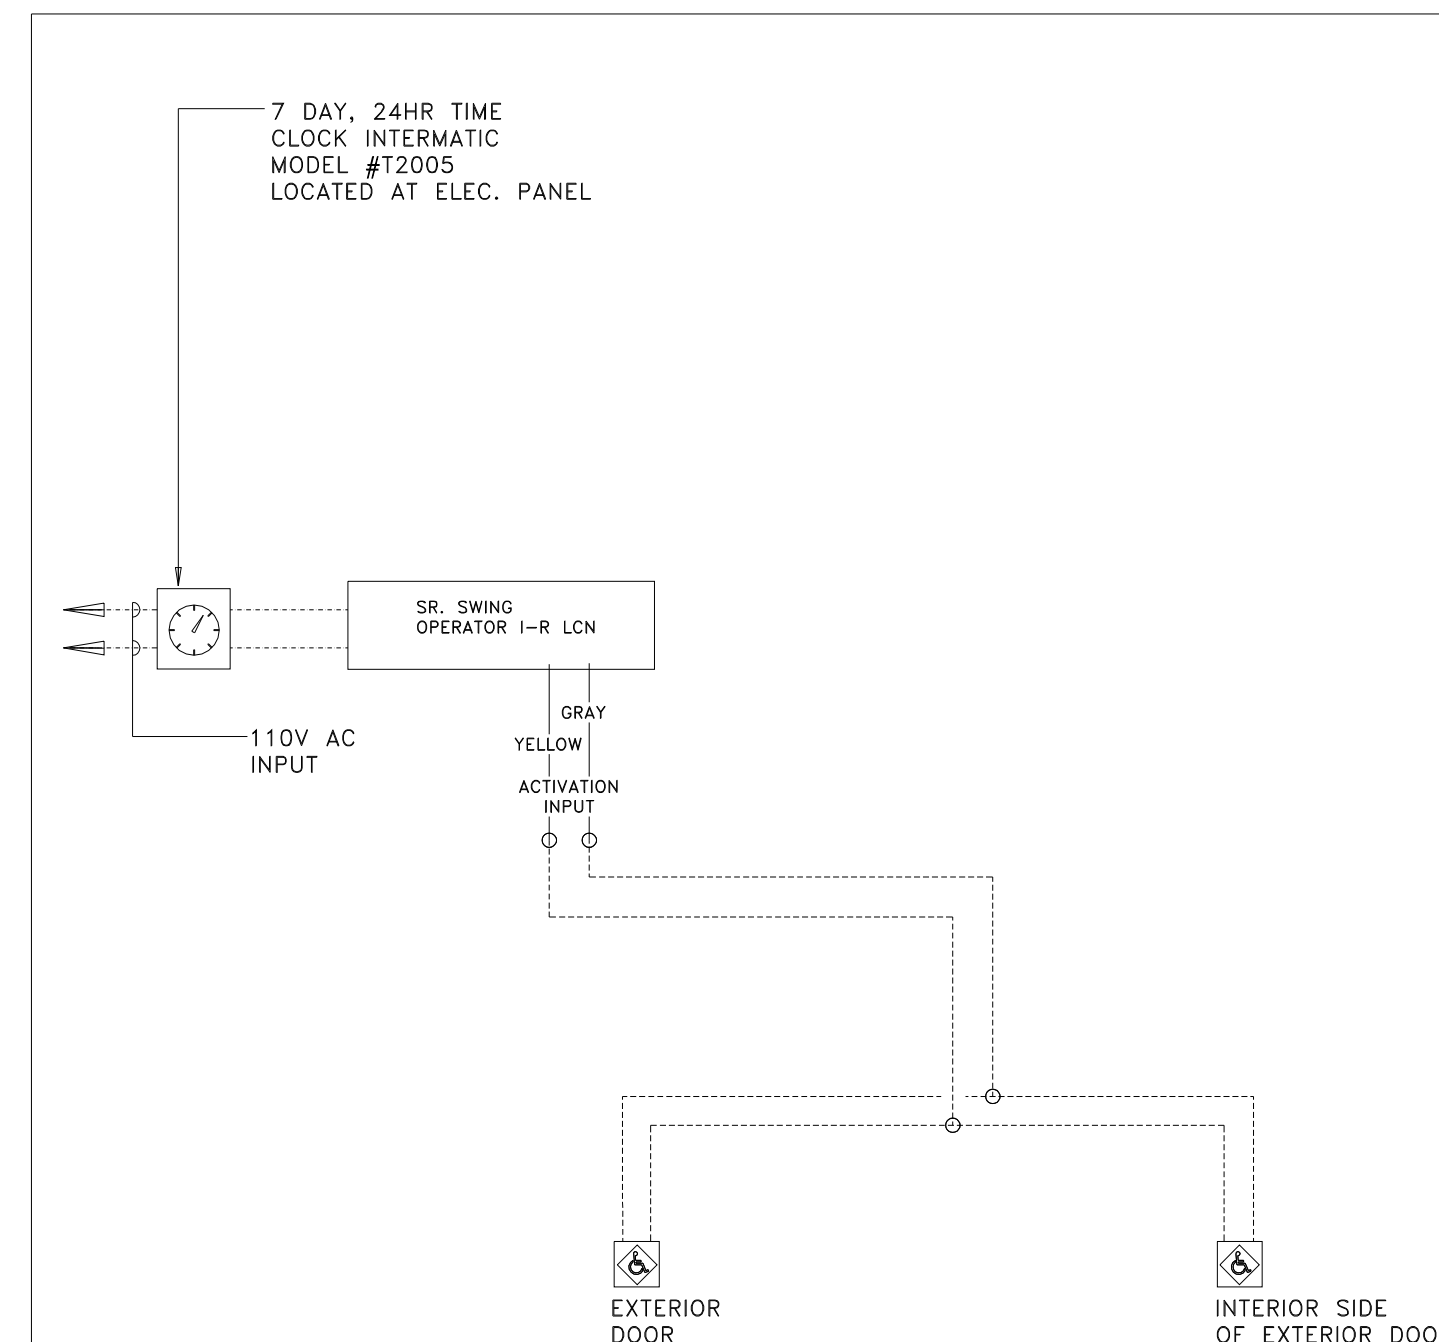 7 DAY, 24HR TIME
CLOCK INTERMATIC
MODEL #T2005
LOCATED AT ELEC. PANEL
SR. SWING
OPERATOR I-R LCN
GRAY
YELLOW
110V AC
INPUT
ACTIVATION
INPUT
EXTERIOR
DOOR
INTERIOR SIDE
OF EXTERIOR DOO